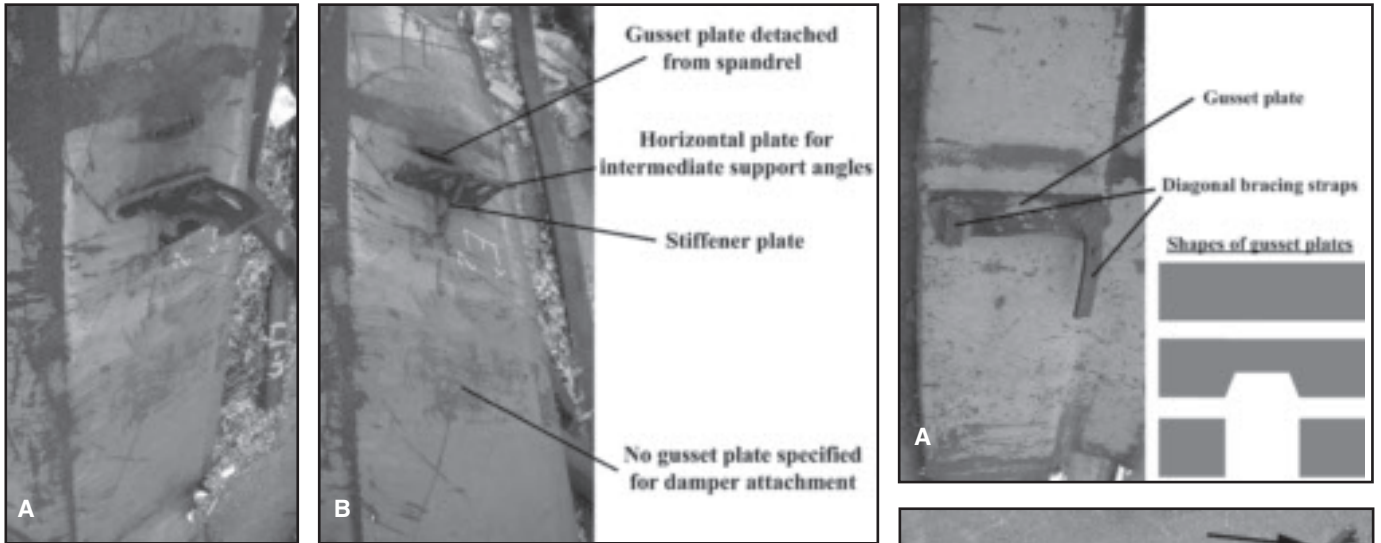 A
B
Gusset plate detached
from spandrel
Horizontal plate for
intermediate support angles
Stiffener plate
No gusset plate specified
for damper attachment
A
Gusset plate
Diagonal bracing straps
Shapes of gusset plates